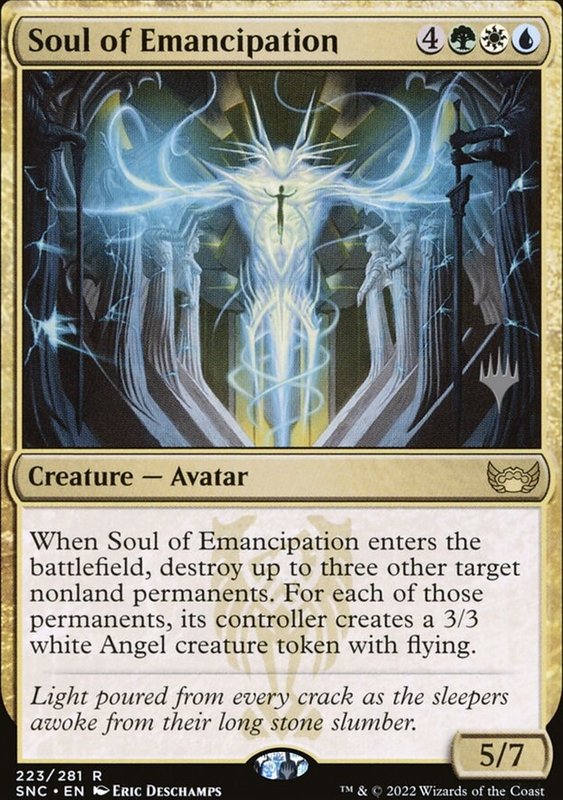 Soul of Emancipation 4
Creature — Avatar
When Soul of Emancipation enters the
battlefield, destroy up to three other target
nonland permanents. For each of those
permanents, its controller creates a 3/3
white Angel creature token with flying.
Light poured from every crack as the sleepers
awoke from their long stone slumber.
5/7
223/281 R
SNC • EN Eric Deschamps
™ & © 2022 Wizards of the Coast